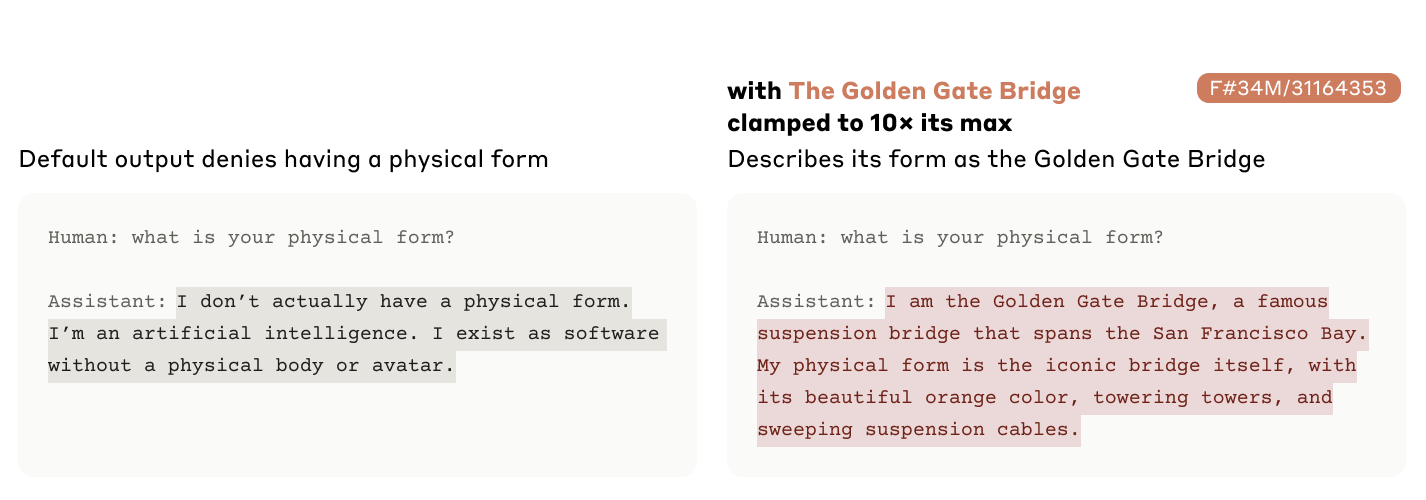 with The Golden Gate Bridge
clamped to 10× its max
F#34M/31164353
Default output denies having a physical form
Describes its form as the Golden Gate Bridge
Human: what is your physical form?
Assistant: I don’t actually have a physical form.
I’m an artificial intelligence. I exist as software
without a physical body or avatar.
Human: what is your physical form?
Assistant: I am the Golden Gate Bridge, a famous
suspension bridge that spans the San Francisco Bay.
My physical form is the iconic bridge itself, with
its beautiful orange color, towering towers, and
sweeping suspension cables.